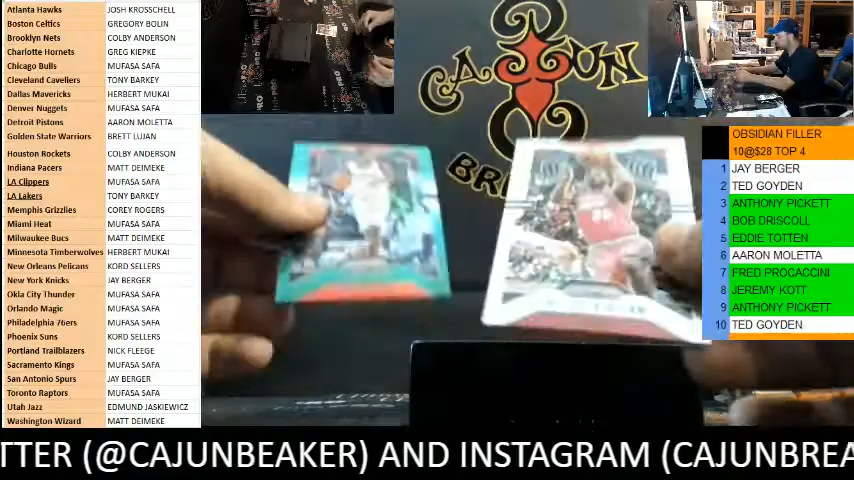 Atlanta Hawks JOSH KROSSCHELL
Boston Celtics GREGORY BOLIN
Brooklyn Nets COLBY ANDERSON
Charlotte Hornets GREG KIEPKE
Chicago Bulls MUFASA SAFA
Cleveland Cavaliers TONY BARKEY
Dallas Mavericks HERBERT MUKAI
Denver Nuggets MUFASA SAFA
Detroit Pistons AARON MOLETTA
Golden State Warriors BRETT LUJAN
Houston Rockets COLBY ANDERSON
Indiana Pacers MATT DEIMEKE
LA Clippers MUFASA SAFA
LA Lakers TONY BARKEY
Memphis Grizzlies COREY ROGERS
Miami Heat MUFASA SAFA
Milwaukee Bucs MATT DEIMEKE
Minnesota Timberwolves HERBERT MUKAI
New Orleans Pelicans KORD SELLERS
New York Knicks JAY BERGER
Okla City Thunder MUFASA SAFA
Orlando Magic MUFASA SAFA
Philadelphia 76ers MUFASA SAFA
Phoenix Suns KORD SELLERS
Portland Trailblazers NICK FLEEGE
Sacramento Kings MUFASA SAFA
San Antonio Spurs JAY BERGER
Toronto Raptors MUFASA SAFA
Utah Jazz EDMUND JASKIEWICZ
Washington Wizard MATT DEIMEKE
CAJUN
BR
OBSIDIAN FILLER
10@$28 TOP 4
1 JAY BERGER
2 TED GOYDEN
3 ANTHONY PICKETT
4 BOB DRISCOLL
5 EDDIE TOTTEN
6 AARON MOLETTA
7 FRED PROCACCINI
8 JEREMY KOTT
9 ANTHONY PICKETT
10 TED GOYDEN
TTER (@CAJUNBEAKER) AND INSTAGRAM (CAJUNBREA